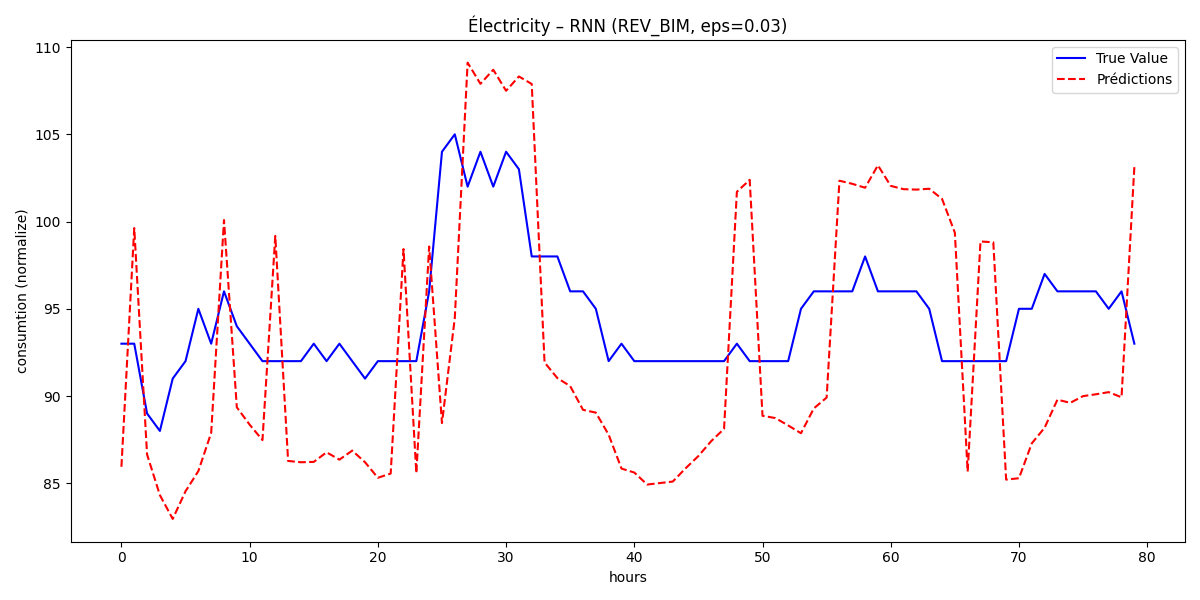 Électricity – RNN (REV_BIM, eps=0.03)
True Value
Prédictions
consumtion (normalize)
110
105
100
95
90
85
0 10 20 30 40 50 60 70 80
hours